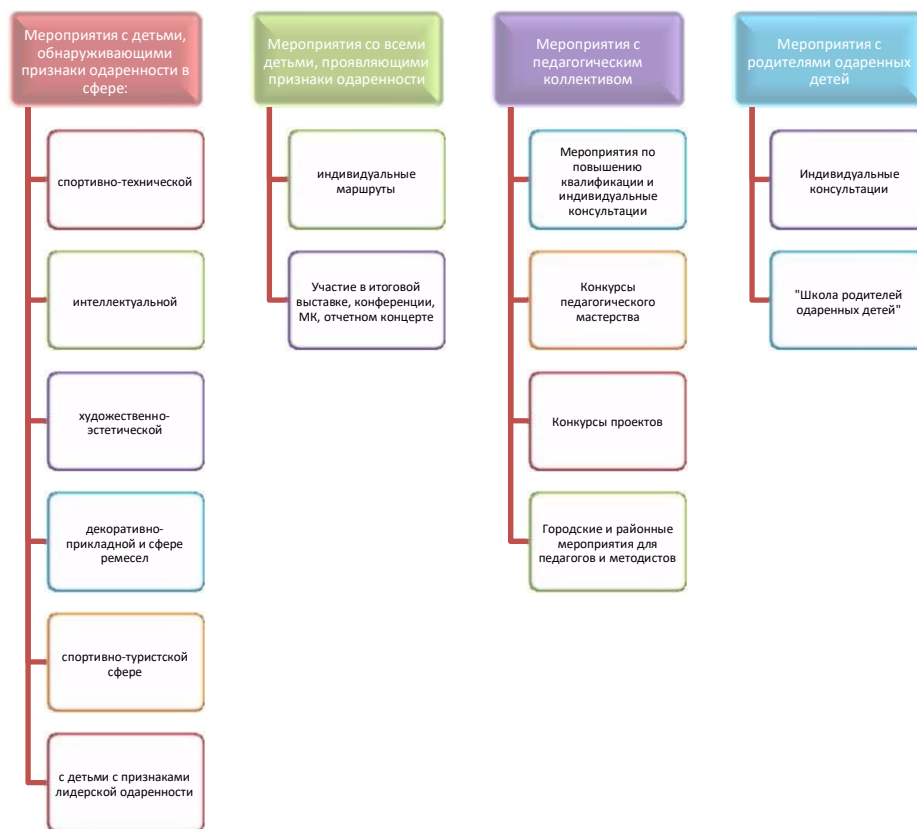 Мероприятия с детьми,
обнаруживающими
признаки одаренности в
сфере:
спортивно-технической
интеллектуальной
художественно-
эстетической
декоративно-
прикладной и сфере
ремесел
спортивно-туристской
сфере
с детьми с признаками
лидерской одаренности
Мероприятия со всеми
детьми, проявляющими
признаки одаренности
индивидуальные
маршруты
Участие в итоговой
выставке, конференции,
МК, отчетном концерте
Мероприятия с
педагогическим
коллективом
Мероприятия по
повышению
квалификации и
индивидуальные
консультации
Конкурсы
педагогического
мастерства
Конкурсы проектов
Городские и районные
мероприятия для
педагогов и методистов
Мероприятия с
родителями одаренных
детей
Индивидуальные
консультации
"Школа родителей
одаренных детей"